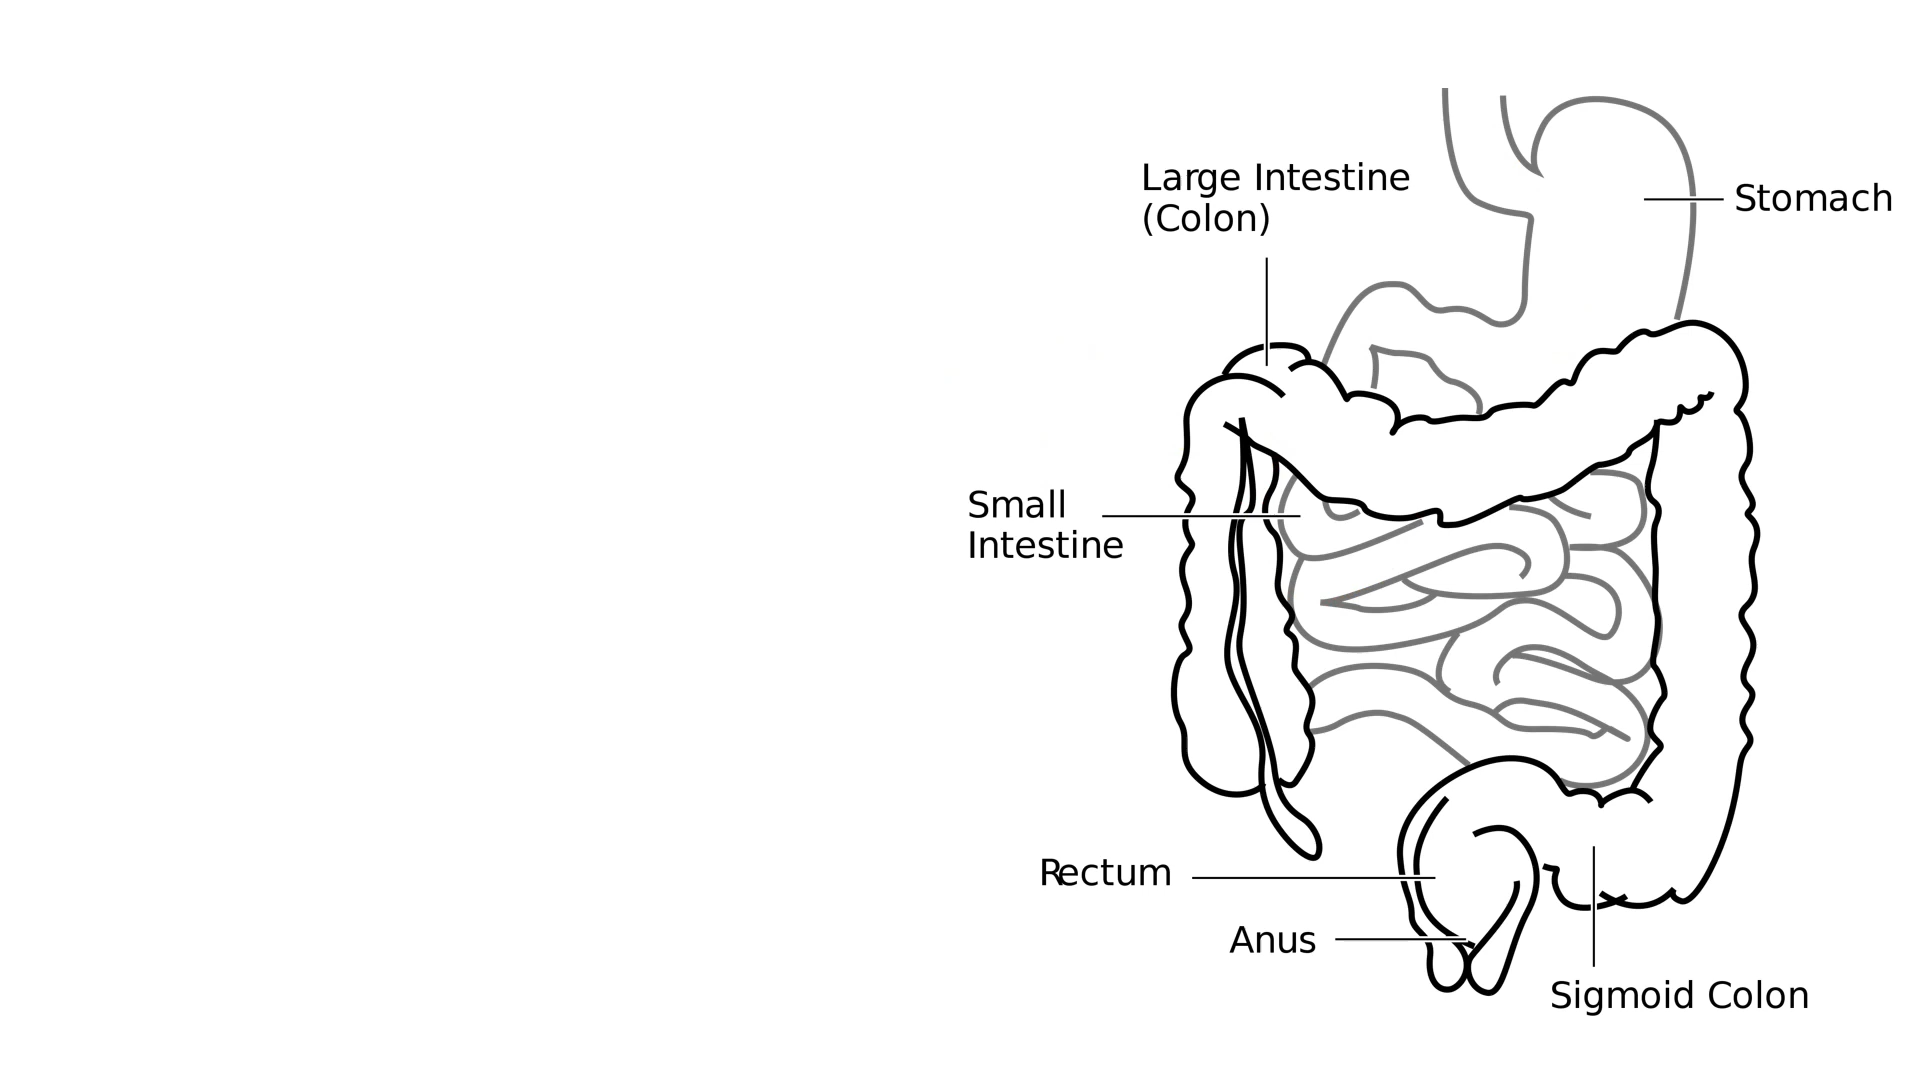 Large Intestine
(Colon)
Stomach
Small
Intestine
Rectum
Anus
Sigmoid Colon